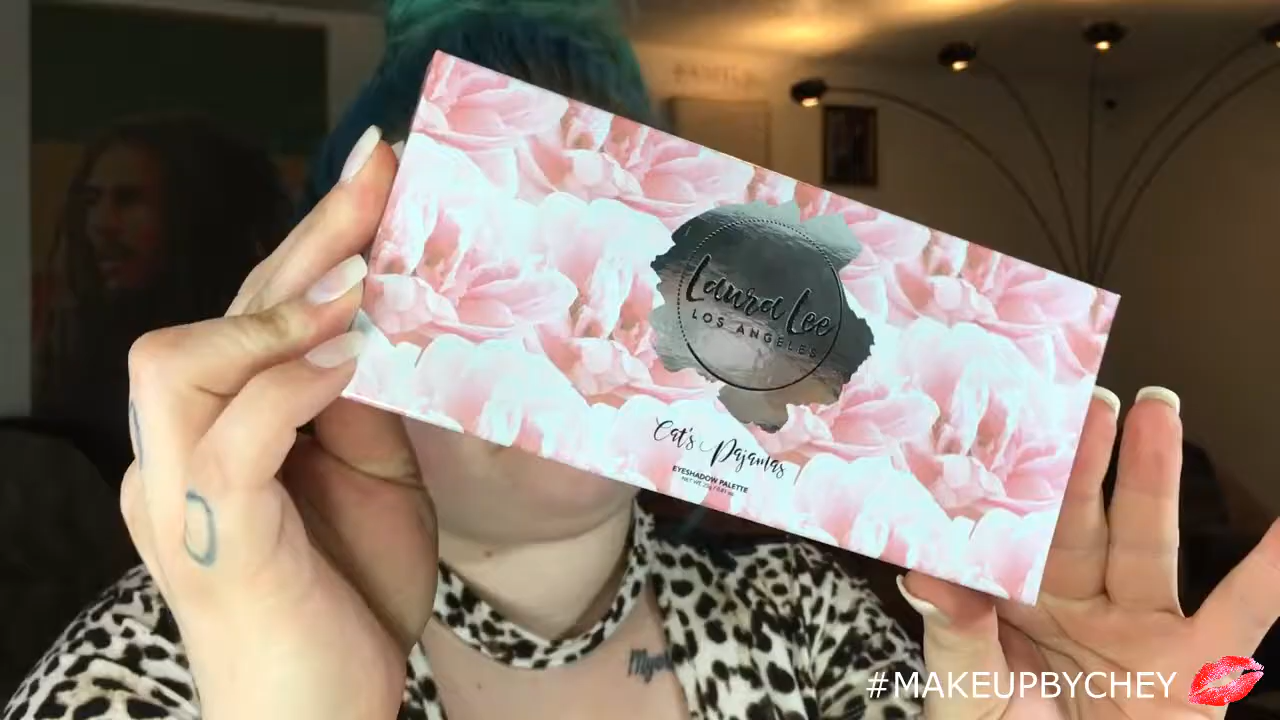 Laura Lee
LOS ANGELES
Cat's Pajamas
EYESHADOW PALETTE
#MAKEUPBYCHEY